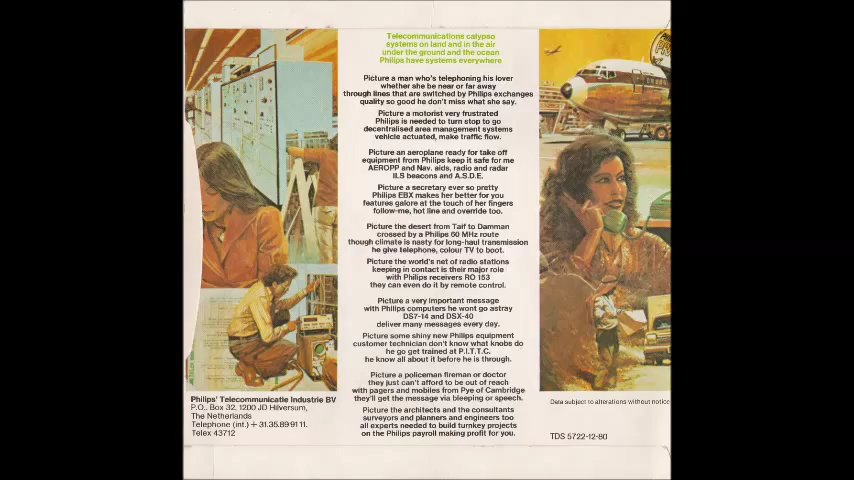 Telecommunications calypso
systems on land and in the air
under the ground and the ocean
Philips have systems everywhere
Picture a man who's telephoning his lover
whether she be near or far away
through lines that are switched by Philips exchanges
quality so good he don't miss what she say.
Picture a motorist very frustrated
Philips is needed to turn stop to go
decentralised area management systems
vehicle actuated, make traffic flow.
Picture an aeroplane ready for take off
equipment from Philips keep it safe for me
AEROPP and Nav. aids, radio and radar
ILS beacons and A.S.D.E.
Picture a secretary ever so pretty
Philips EBX makes her better for you
features galore at the touch of her fingers
follow-me, hot line and override too.
Picture the desert from Taif to Damman
crossed by a Philips 60 MHz route
though climate is nasty for long-haul transmission
he give telephone, colour TV to boot.
Picture the world's net of radio stations
keeping in contact is their major role
with Philips receivers RO 153
they can even do it by remote control.
Picture a very important message
with Philips computers he wont go astray
DS7-14 and DSX-40
deliver many messages every day.
Picture some shiny new Philips equipment
customer technician don't know what knobs do
he go get trained at P.I.T.T.C.
he know all about it before he is through.
Picture a policeman fireman or doctor
they just can't afford to be out of reach
with pagers and mobiles from Pye of Cambridge
they'll get the message via bleeping or speech.
Picture the architects and the consultants
surveyors and planners and engineers too
all experts needed to build turnkey projects
on the Philips payroll making profit for you.
Philips' Telecommunicatie Industrie BV
P.O. Box 32, 1200 JD Hilversum,
The Netherlands
Telephone (int.) + 31.35.89 91 11.
Telex 43712
Data subject to alterations without notice
TDS 5722-12-80